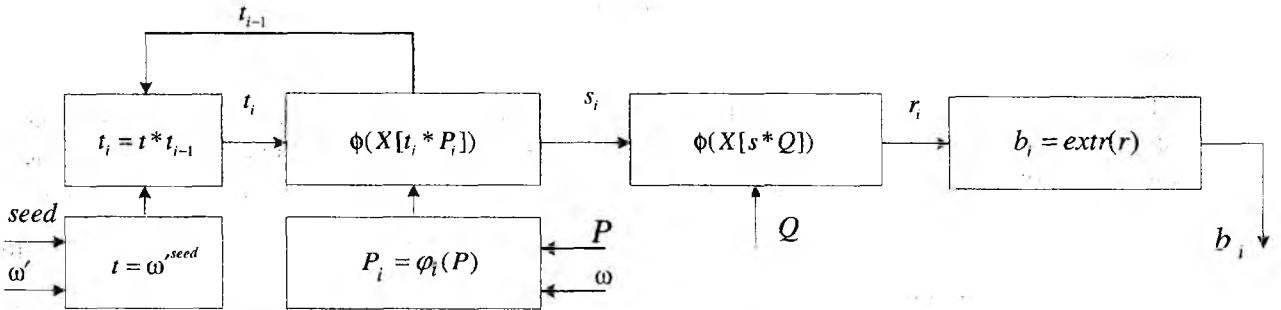 t_{i-1}
t_i = t * t_{i-1}
t_i
ϕ(X[t_i * P_i])
s_i
ϕ(X[s * Q])
r_i
b_i = extr(r)
seed
ω'
t = ω'^{seed}
P_i = φ_i(P)
P
ω
Q
b_i